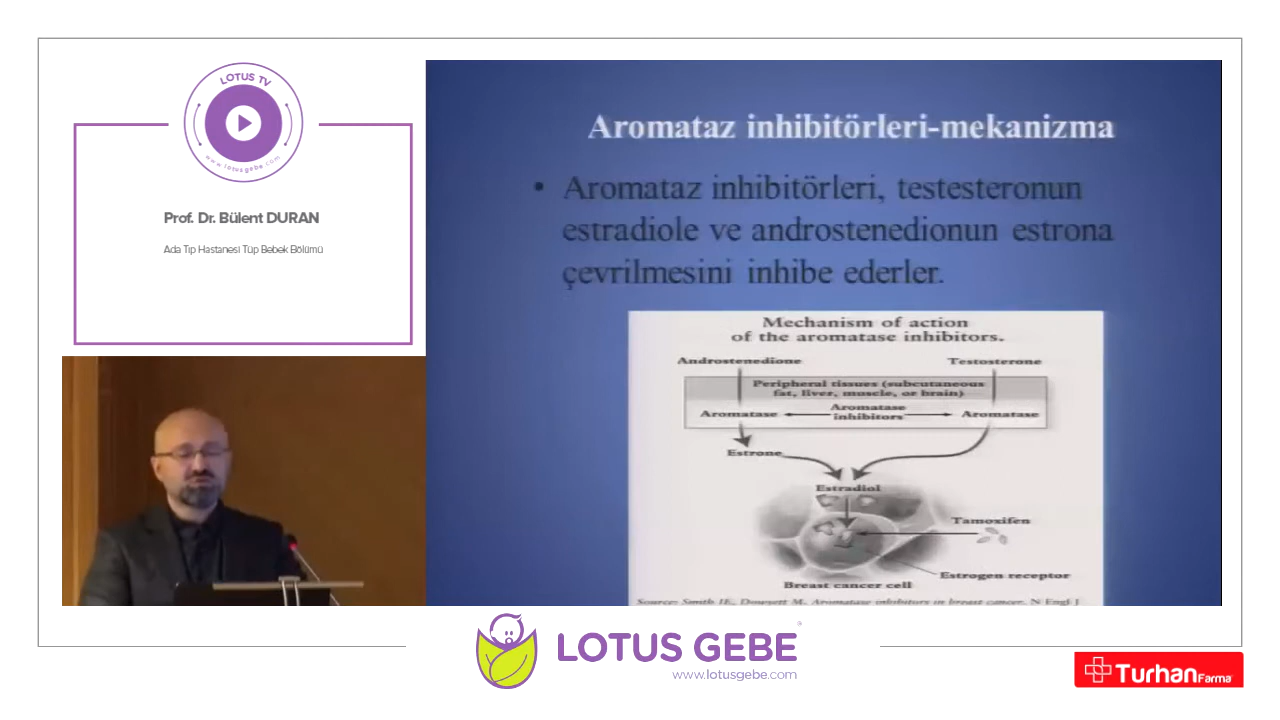 LOTUS TV
www.lotusgebe.com
Prof. Dr. Bülent DURAN
Ada Tıp Hastanesi Tüp Bebek Bölümü
Aromataz inhibitörleri-mekanizma
• Aromataz inhibitörleri, testesteronun
estradiole ve androstenedionun estrona
çevrilmesini inhibe ederler.
Mechanism of action
of the aromatase inhibitors.
Androstenedione Testosterone
Peripheral tissues (subcutaneous
fat, liver, muscle, or brain)
Aromatase Aromatase inhibitors Aromatase
Estrone
Estradiol
Tamoxifen
Estrogen receptor
Breast cancer cell
Source: Smith IE, Dowsett M. Aromatase inhibitors in breast cancer. N Engl J
LOTUS GEBE
www.lotusgebe.com
Turhan Farma